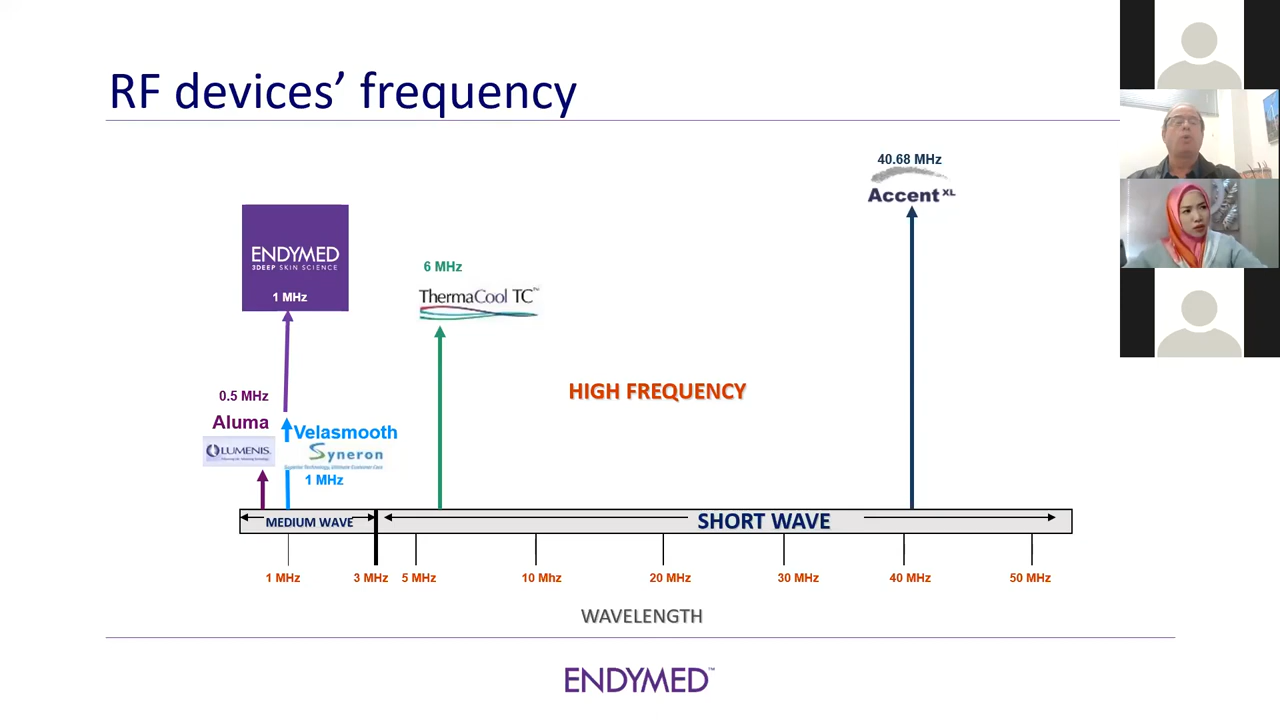 RF devices’ frequency
40.68 MHz
Accent XL
ENDYMED
3DEEP SKIN SCIENCE
1 MHz
6 MHz
ThermaCool TC™
HIGH FREQUENCY
0.5 MHz
Aluma
LUMENIS
Velasmooth
Syneron
1 MHz
MEDIUM WAVE
SHORT WAVE
1 MHz
3 MHz
5 MHz
10 Mhz
20 MHz
30 MHz
40 MHz
50 MHz
WAVELENGTH
ENDYMED™